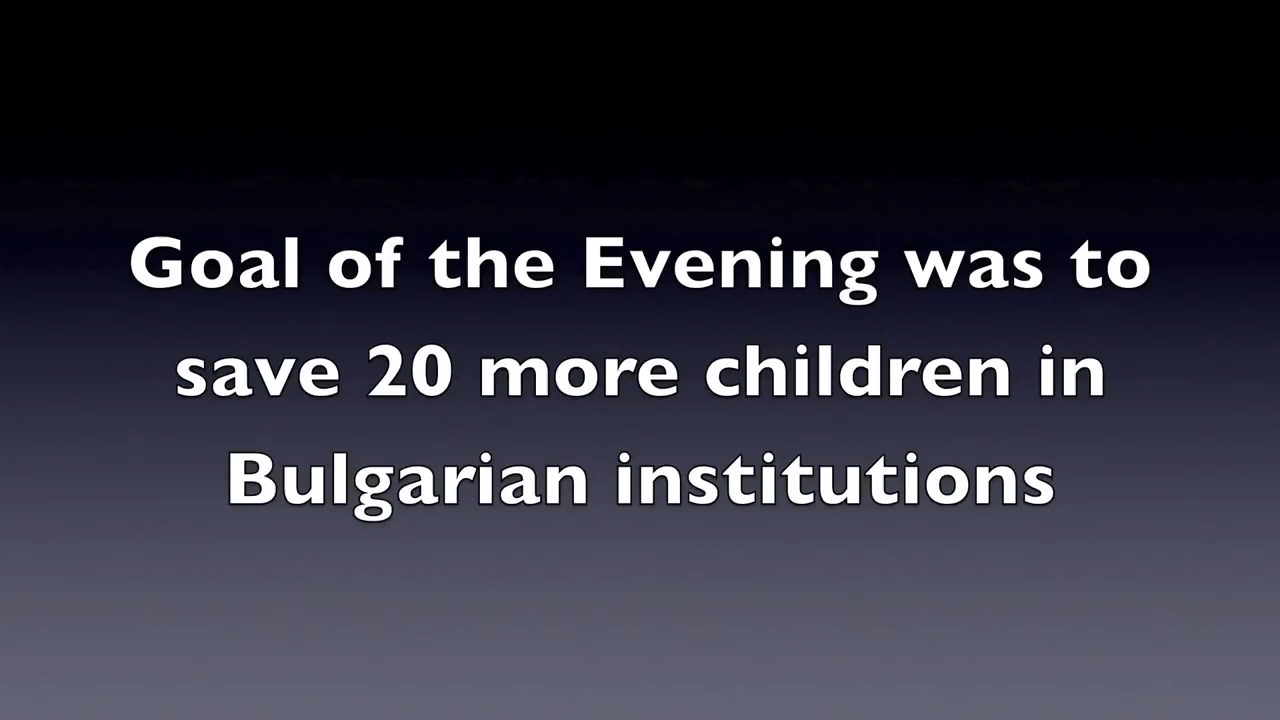 Goal of the Evening was to
save 20 more children in
Bulgarian institutions